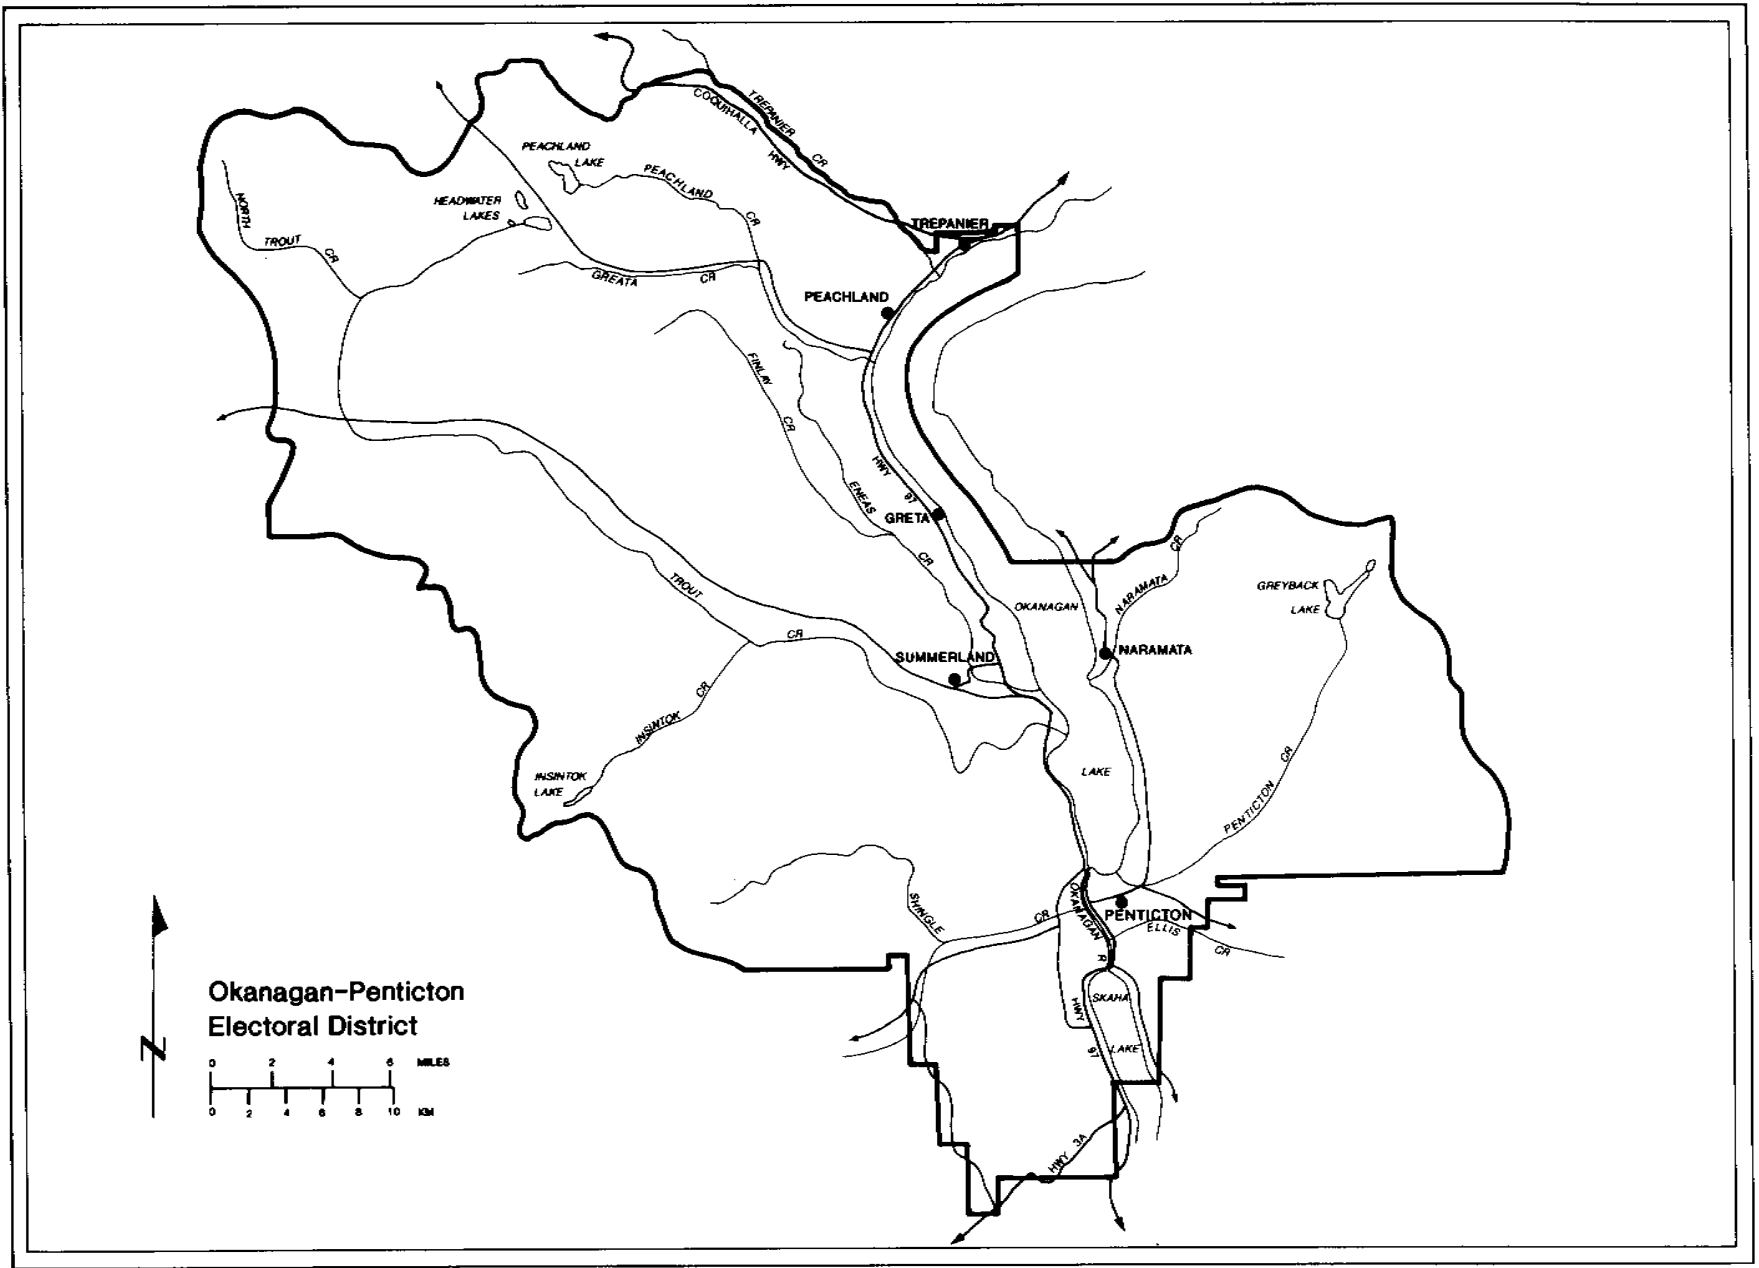 COQUIHALLA
HWY
TREPANIER
CR
PEACHLAND
LAKE
PEACHLAND
CR
HEADWATER
LAKES
NORTH
TROUT
CR
TREPANIER
GREATA
CR
PEACHLAND
FINLAY
CR
HWY
97
ENEAS
CR
GRETA
TROUT
CR
OKANAGAN
NARAMATA
CR
GREYBACK
LAKE
SUMMERLAND
NARAMATA
INSINTOK
CR
INSINTOK
LAKE
LAKE
PENTICTON
CR
SHINGLE
CR
OKANAGAN
R
PENTICTON
ELLIS
CR
SKAHA
LAKE
HWY
97
HWY 3A
N
Okanagan-Penticton
Electoral District
0 2 4 6 MILES
0 2 4 6 8 10 KM